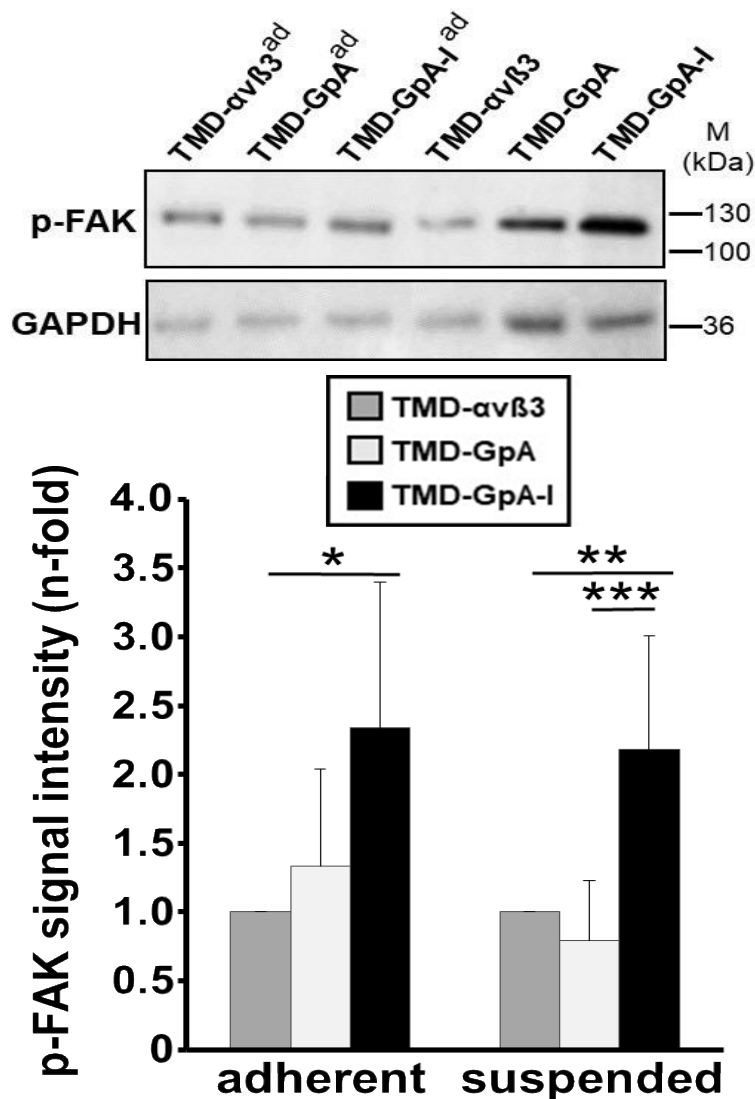 TMD-αvß3ad TMD-GpAad TMD-GpA-Iad TMD-αvß3 TMD-GpA TMD-GpA-I
M
(kDa)
p-FAK
130
100
GAPDH
36
TMD-αvß3
TMD-GpA
TMD-GpA-I
p-FAK signal intensity (n-fold)
4.0
3.5
3.0
2.5
2.0
1.5
1.0
0.5
0
*
**
***
adherent suspended